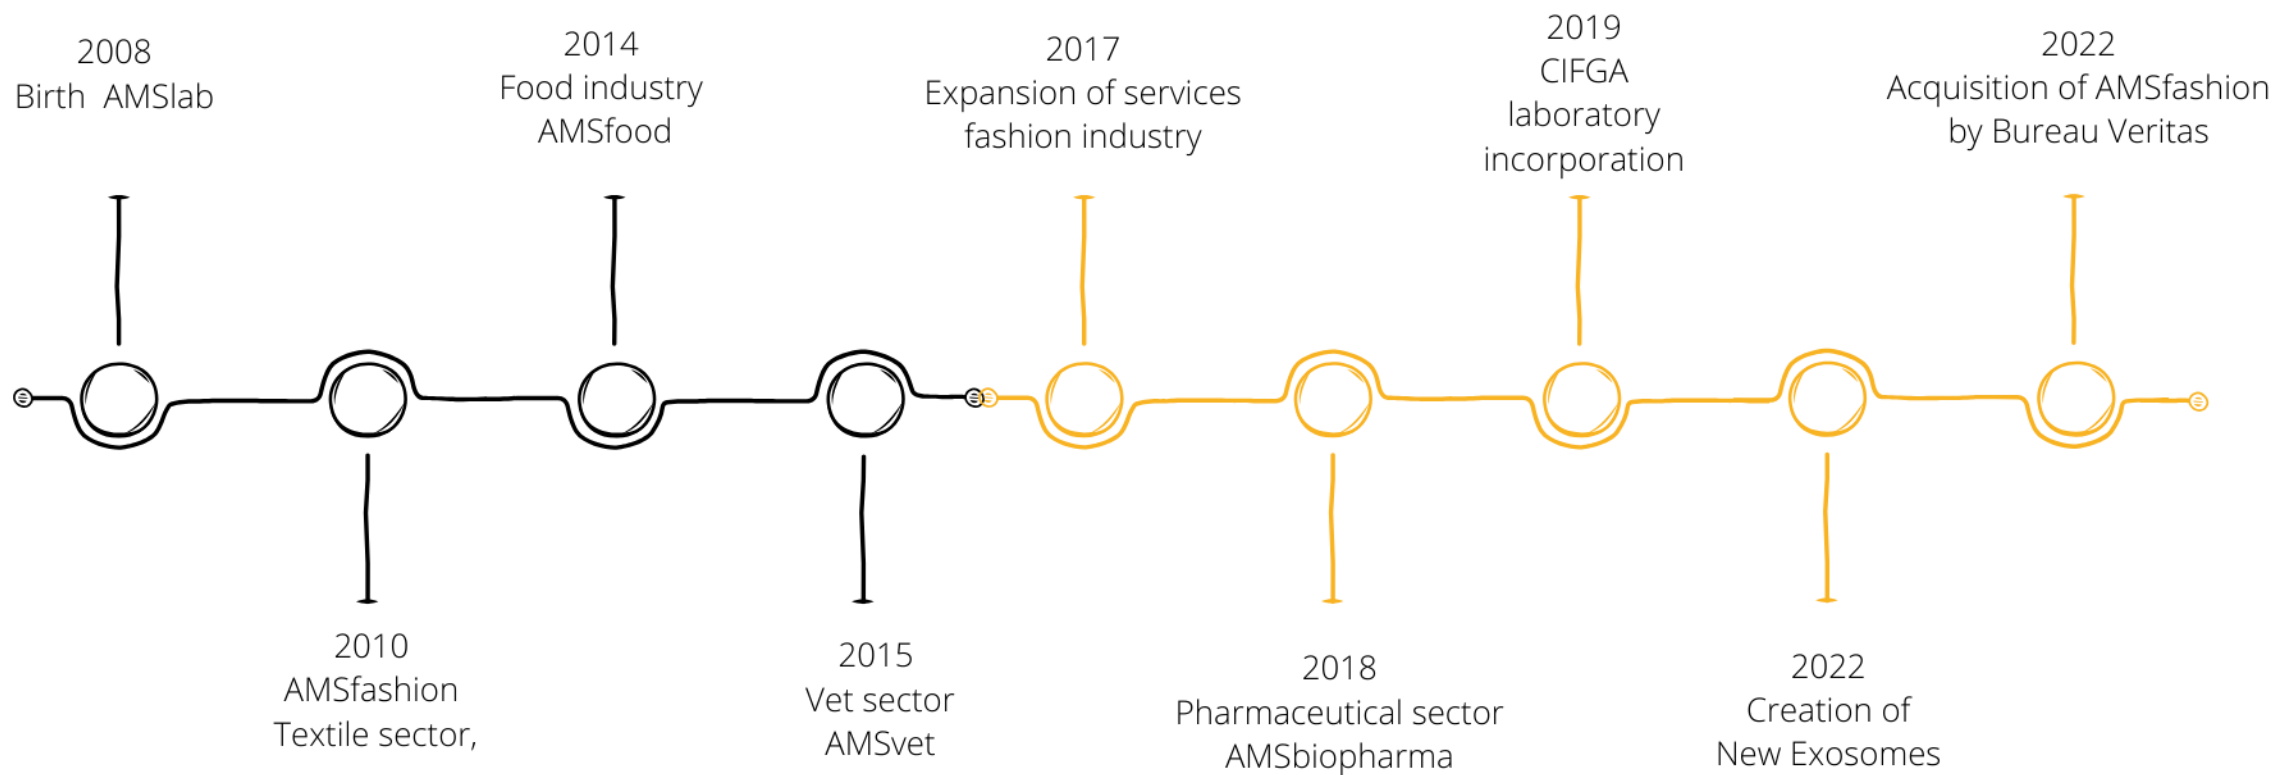 2008
Birth AMSlab
2010
AMSfashion
Textile sector,
2014
Food industry
AMSfood
2015
Vet sector
AMSvet
2017
Expansion of services
fashion industry
2018
Pharmaceutical sector
AMSbiopharma
2019
CIFGA
laboratory
incorporation
2022
Creation of
New Exosomes
2022
Acquisition of AMSfashion
by Bureau Veritas